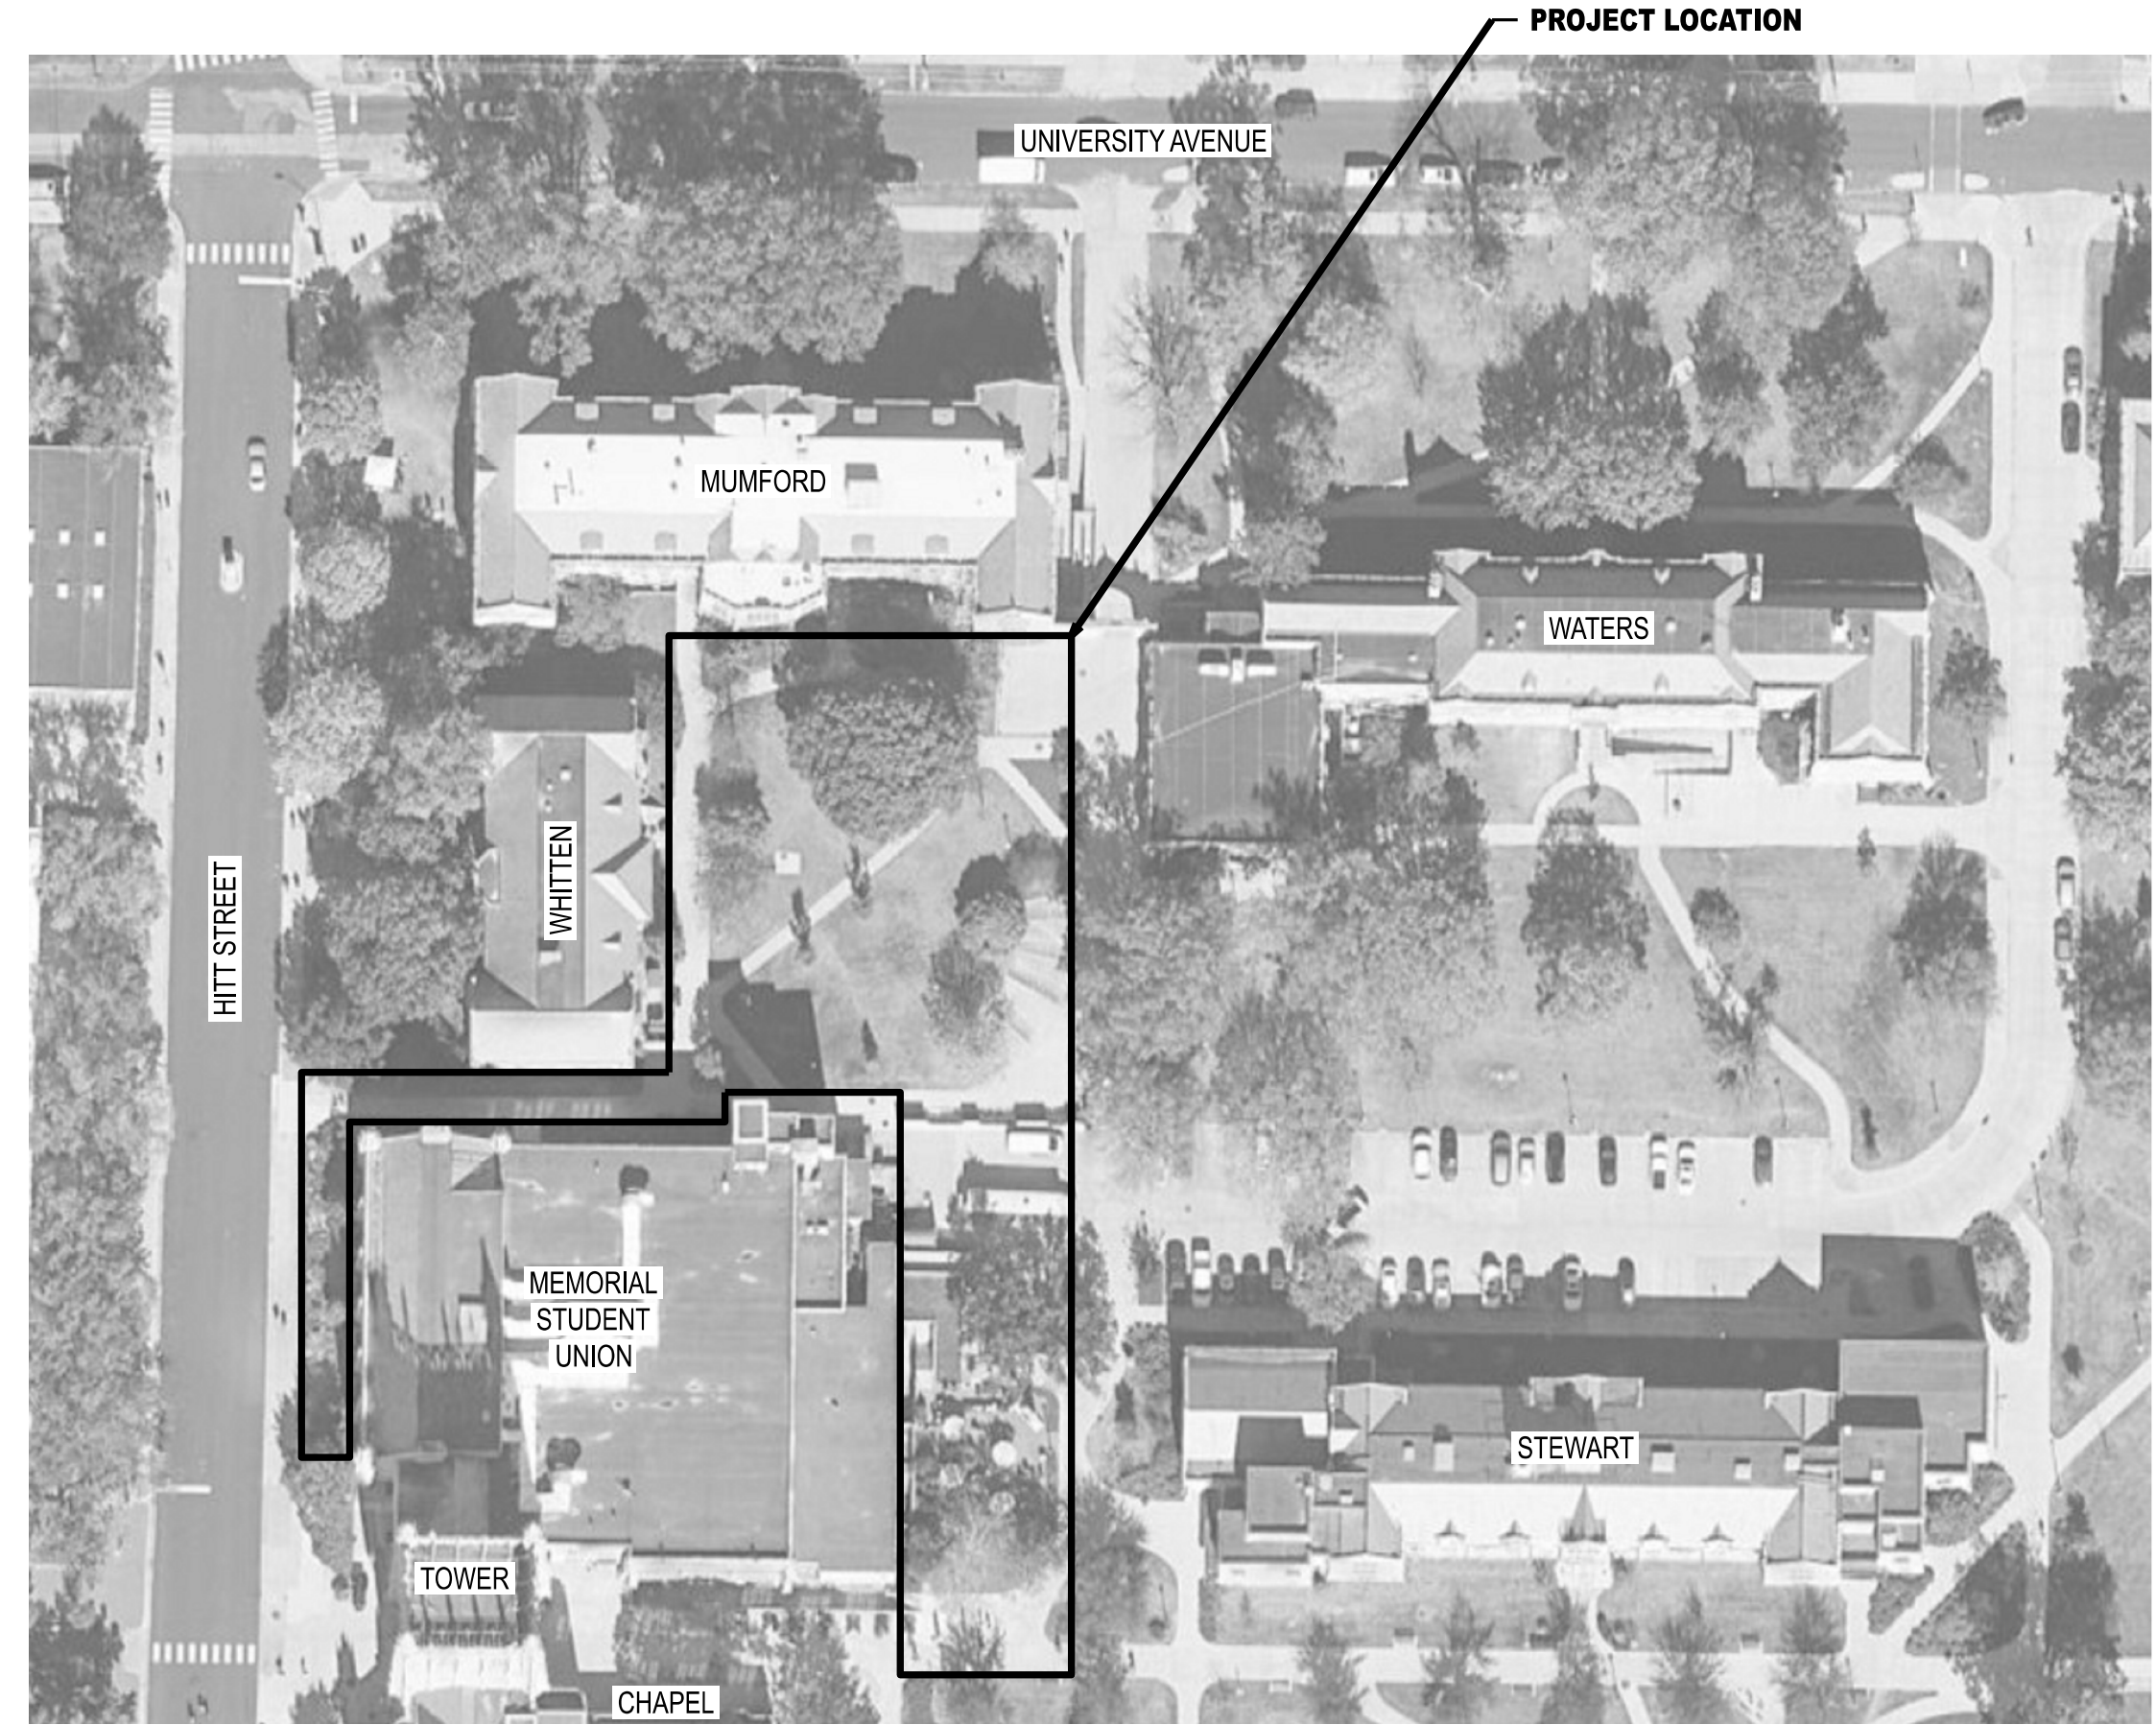 PROJECT LOCATION
UNIVERSITY AVENUE
MUMFORD
WATERS
WHITTEN
HITT STREET
MEMORIAL
STUDENT
UNION
STEWART
TOWER
CHAPEL